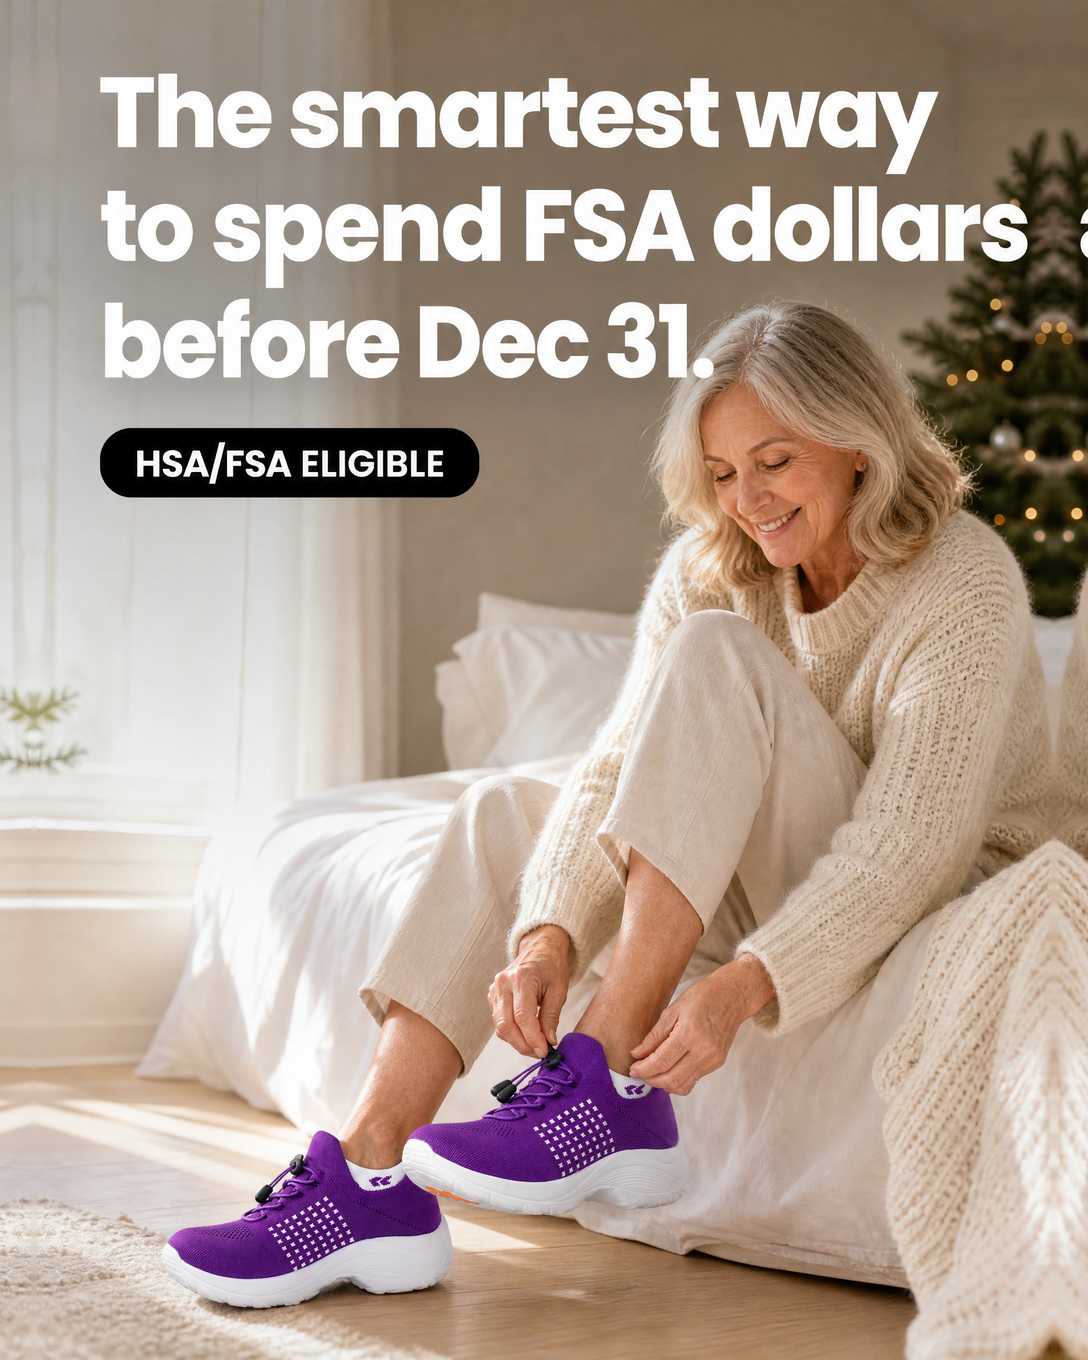 The smartest way
to spend FSA dollars
before Dec 31.
HSA/FSA ELIGIBLE